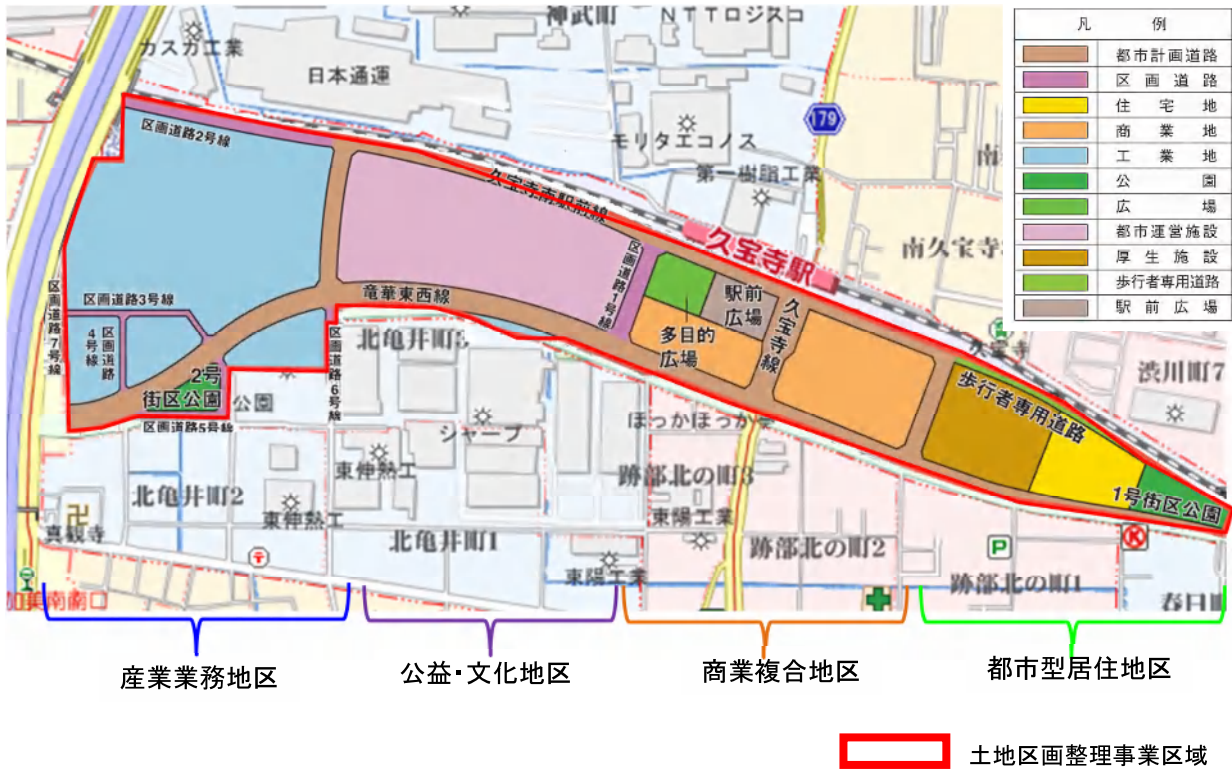 神武町
NTTロジスコ
カスカ工業
日本通運
179
モリタエコノス
第一樹脂工業
南久宝寺
久宝寺駅
渋川町7
凡　例
都市計画道路
区画道路
住宅地
商業地
工業地
公園
広場
都市運営施設
厚生施設
歩行者専用道路
駅前広場
区画道路2号線
久宝寺南駅前線
区画道路1号線
駅前
広場
多目的
広場
久宝寺線
竜華東西線
区画道路3号線
区画道路4号線
区画道路7号線
区画道路6号線
2号
街区公園
公園
区画道路5号線
歩行者専用道路
1号街区公園
北亀井町3
シャープ
ほっかほっか
東伸熱工
北亀井町2
東伸熱工
真観寺
北亀井町1
跡部北の町3
東陽工業
東陽工業
跡部北の町2
P
跡部北の町1
春日町
加美南南口
産業業務地区
公益・文化地区
商業複合地区
都市型居住地区
土地区画整理事業区域